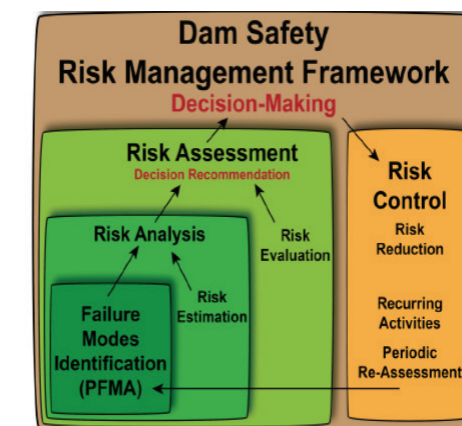 Dam Safety
Risk Management Framework
Decision-Making
Risk Assessment
Decision Recommendation
Risk Analysis
Risk
Evaluation
Risk
Estimation
Failure
Modes
Identification
(PFMA)
Risk
Control
Risk
Reduction
Recurring
Activities
Periodic
Re-Assessment